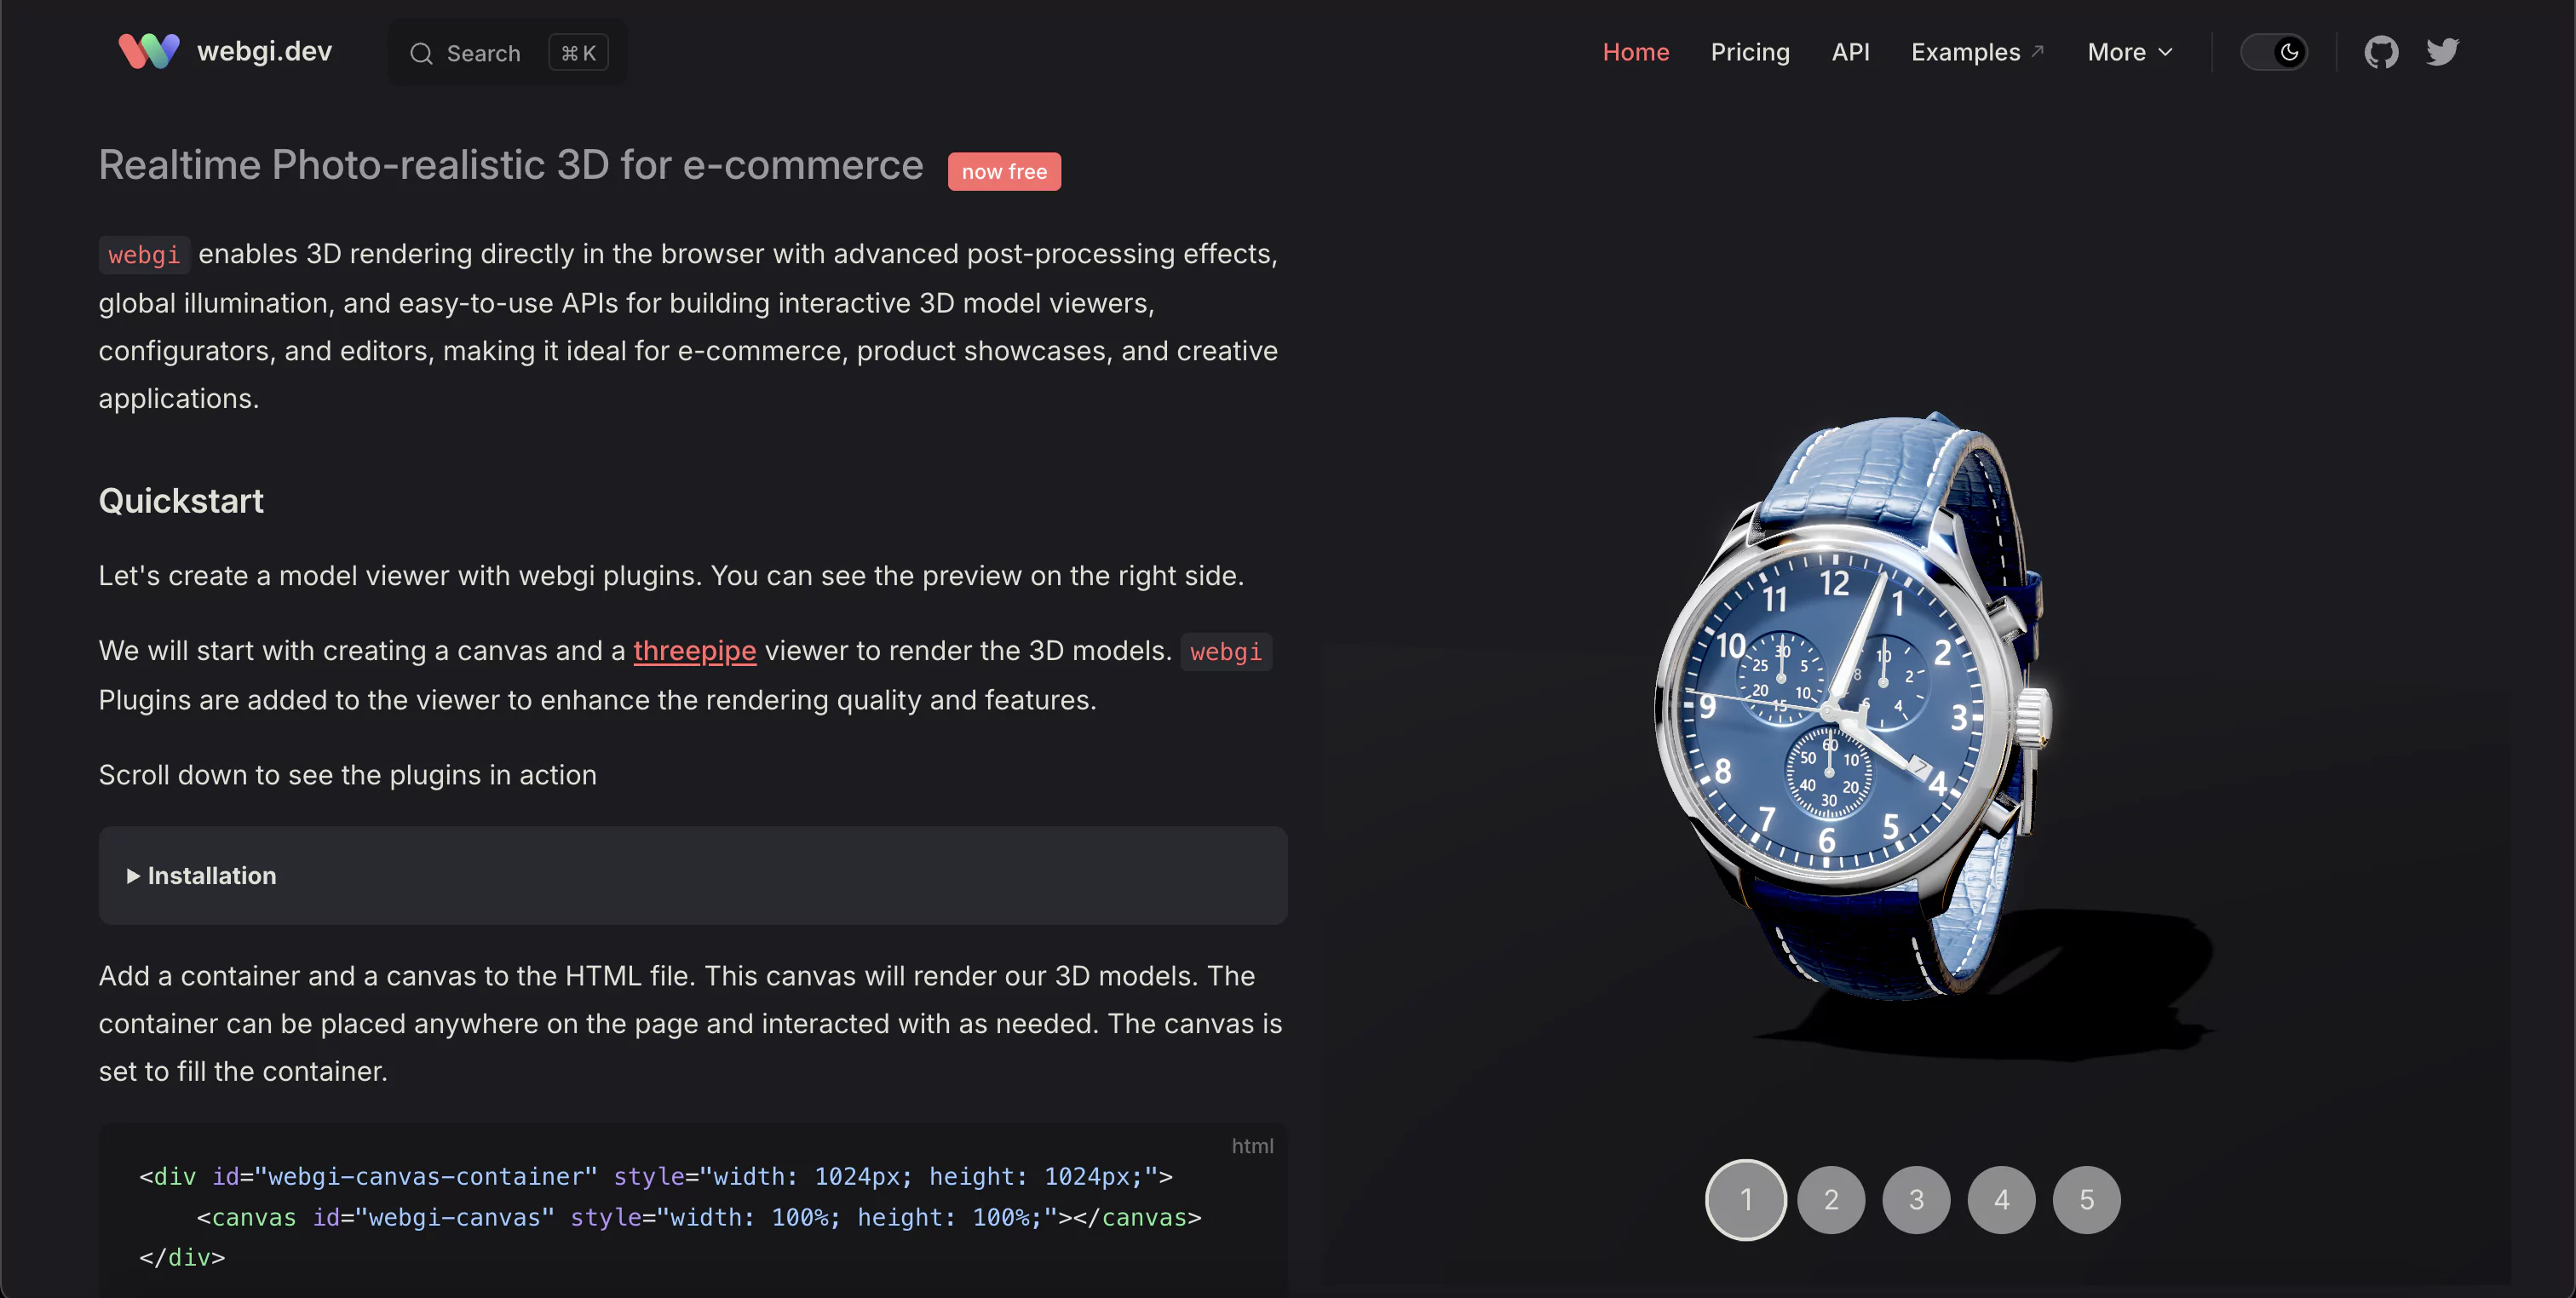 webgi.dev
Search
⌘ K
Home
Pricing
API
Examples ↗
More
Realtime Photo-realistic 3D for e-commerce
now free
webgi enables 3D rendering directly in the browser with advanced post-processing effects,
global illumination, and easy-to-use APIs for building interactive 3D model viewers,
configurators, and editors, making it ideal for e-commerce, product showcases, and creative
applications.
Quickstart
Let's create a model viewer with webgi plugins. You can see the preview on the right side.
We will start with creating a canvas and a threepipe viewer to render the 3D models. webgi
Plugins are added to the viewer to enhance the rendering quality and features.
Scroll down to see the plugins in action
Installation
Add a container and a canvas to the HTML file. This canvas will render our 3D models. The
container can be placed anywhere on the page and interacted with as needed. The canvas is
set to fill the container.
html
<div id="webgi-canvas-container" style="width: 1024px; height: 1024px;">
<canvas id="webgi-canvas" style="width: 100%; height: 100%;"></canvas>
</div>
12
1
2
3
4
5
6
7
8
9
10
11
30
5
10
15
20
25
10
2
4
6
8
60
10
20
30
40
50
7
1
2
3
4
5